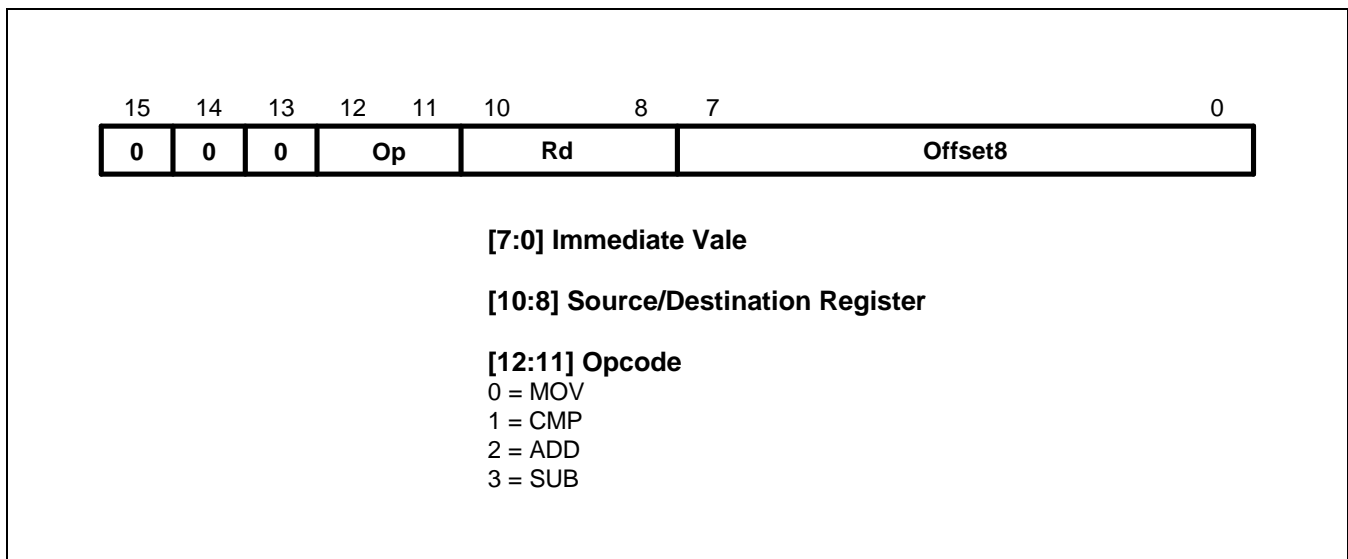 15 14 13 12 11 10 8 7 0
0 0 0 Op Rd Offset8
[7:0] Immediate Vale
[10:8] Source/Destination Register
[12:11] Opcode
0 = MOV
1 = CMP
2 = ADD
3 = SUB